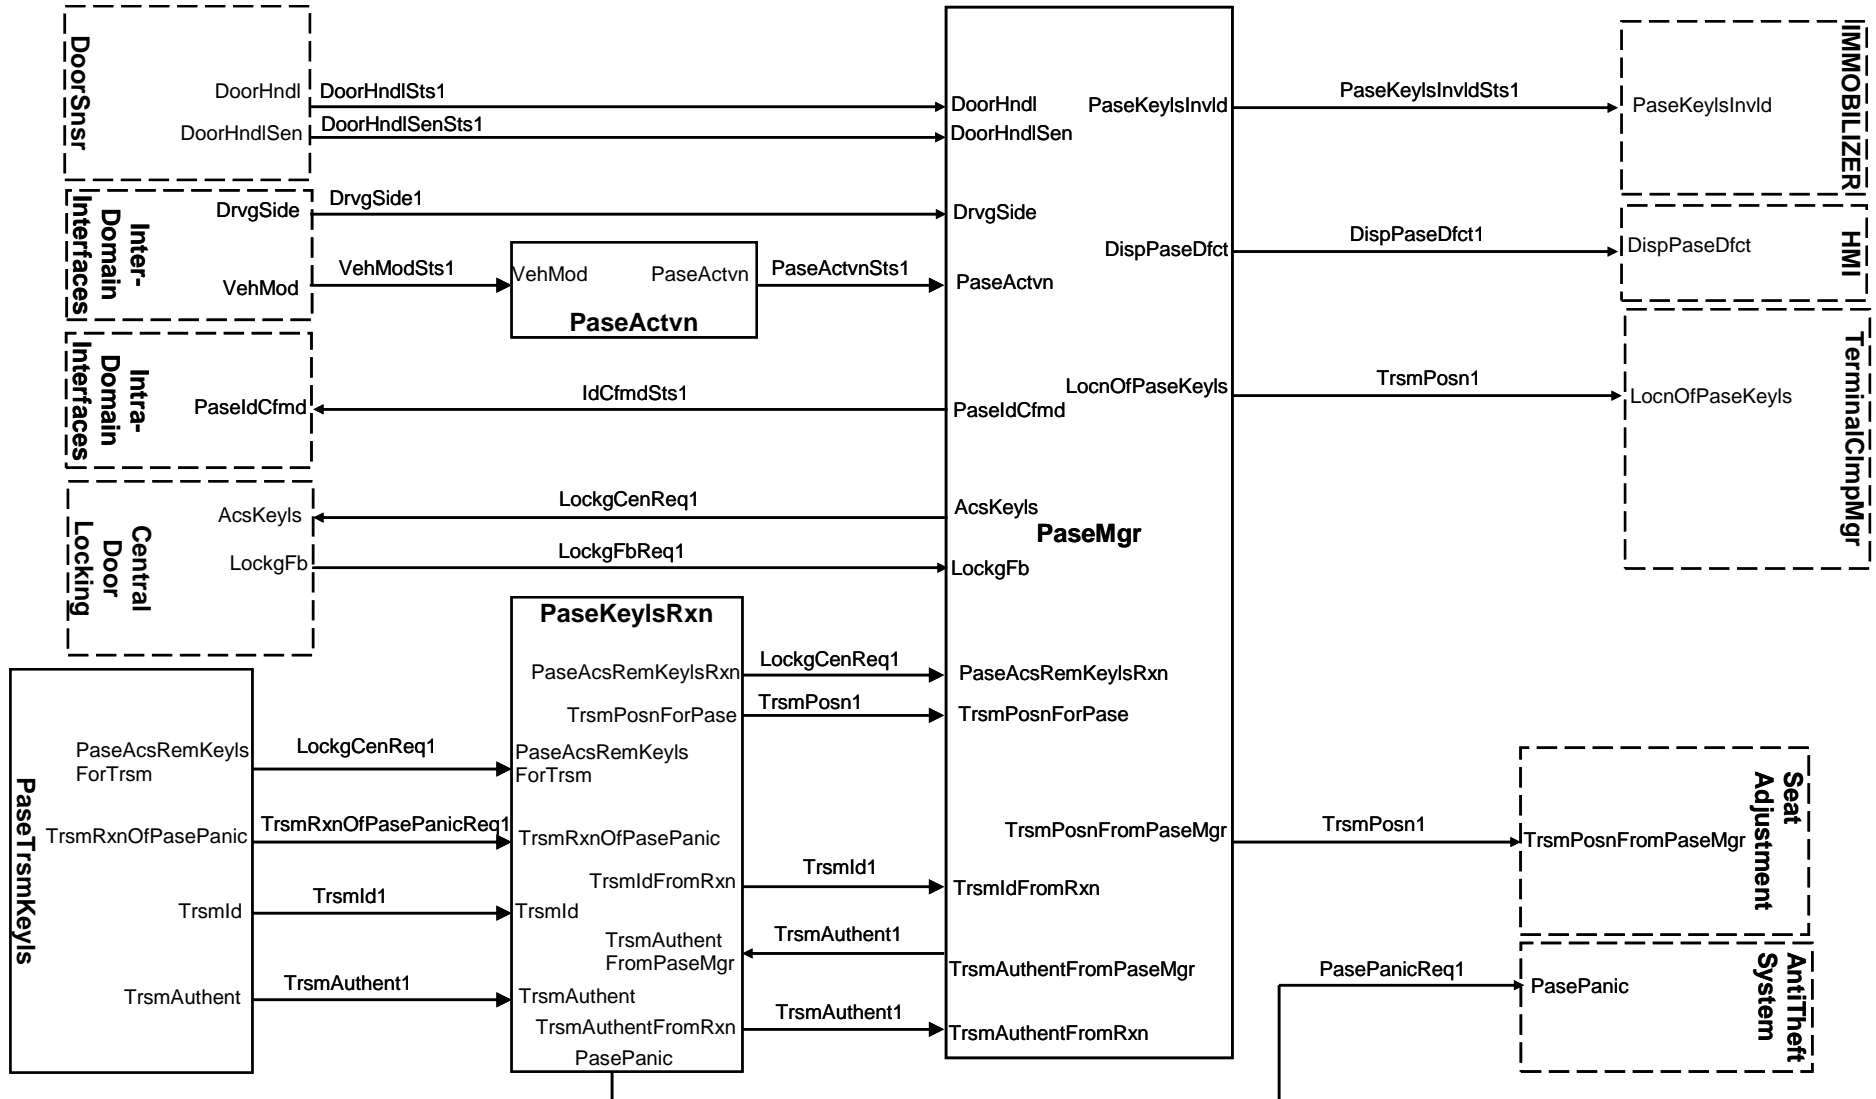 DoorSnsr
DoorHndl
DoorHndlSen
DoorHndlSts1
DoorHndlSenSts1
Inter-
Domain
Interfaces
DrvgSide
VehMod
DrvgSide1
VehModSts1
VehMod
PaseActvn
PaseActvn
PaseActvnSts1
Intra-
Domain
Interfaces
PaseIdCfmd
IdCfmdSts1
Central
Door
Locking
AcsKeyls
LockgFb
LockgCenReq1
LockgFbReq1
PaseTrsmKeyls
PaseAcsRemKeyls
ForTrsm
TrsmRxnOfPasePanic
TrsmId
TrsmAuthent
LockgCenReq1
TrsmRxnOfPasePanicReq1
TrsmId1
TrsmAuthent1
PaseKeylsRxn
PaseAcsRemKeylsRxn
TrsmPosnForPase
PaseAcsRemKeyls
ForTrsm
TrsmRxnOfPasePanic
TrsmIdFromRxn
TrsmId
TrsmAuthent
FromPaseMgr
TrsmAuthent
TrsmAuthentFromRxn
PasePanic
LockgCenReq1
TrsmPosn1
TrsmId1
TrsmAuthent1
TrsmAuthent1
DoorHndl
DoorHndlSen
DrvgSide
PaseActvn
PaseIdCfmd
AcsKeyls
PaseMgr
LockgFb
PaseAcsRemKeylsRxn
TrsmPosnForPase
TrsmIdFromRxn
TrsmAuthentFromPaseMgr
TrsmAuthentFromRxn
PaseKeylsInvld
DispPaseDfct
LocnOfPaseKeyls
TrsmPosnFromPaseMgr
PaseKeylsInvldSts1
DispPaseDfct1
TrsmPosn1
TrsmPosn1
PasePanicReq1
PaseKeylsInvld
IMMOBILIZER
DispPaseDfct
HMI
LocnOfPaseKeyls
TerminalClmpMgr
TrsmPosnFromPaseMgr
Seat
Adjustment
PasePanic
AntiTheft
System